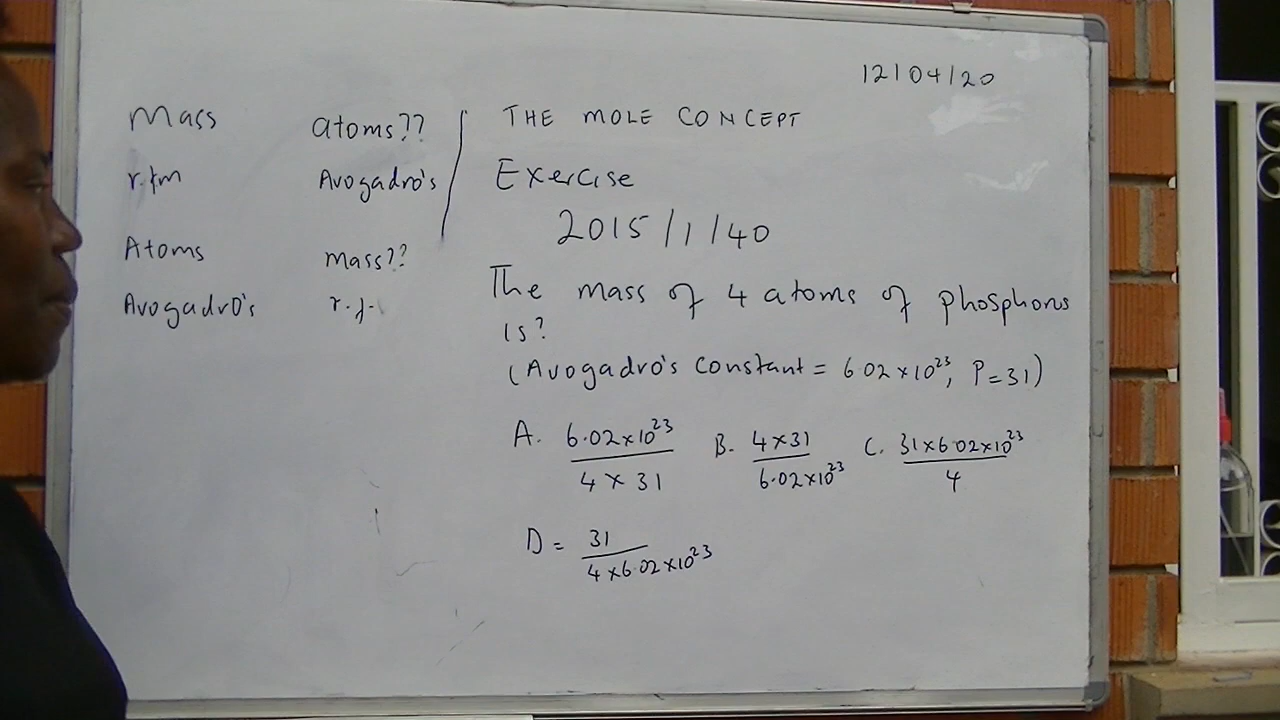 12/04/20
Mass atoms??
r.fm Avogadro's
Atoms mass??
Avogadro's r.f.
THE MOLE CONCEPT
Exercise
2015/1/40
The mass of 4 atoms of phosphorus
is?
(Avogadro's constant = 6.02×10²³, P=31)
A. 6.02×10²³ / 4 × 31 B. 4×31 / 6.02×10²³ C. 31×6.02×10²³ / 4
D = 31 / 4×6.02×10²³